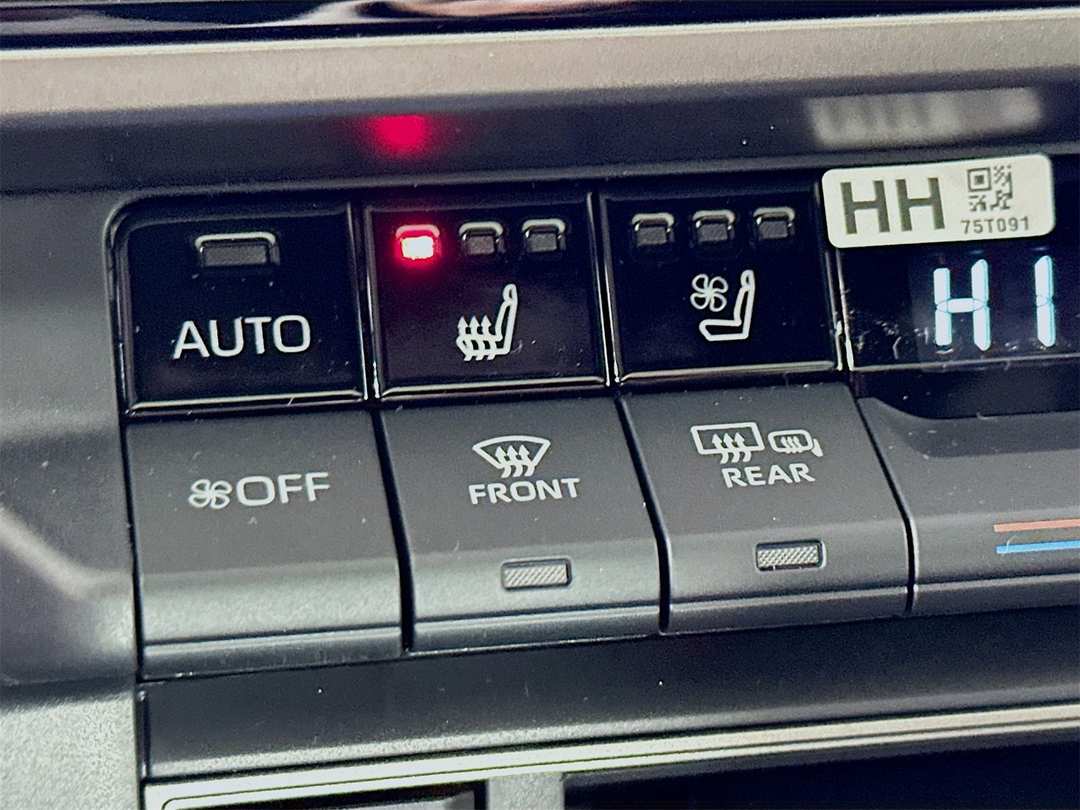 HH
75T091
HI
AUTO
OFF
FRONT
REAR